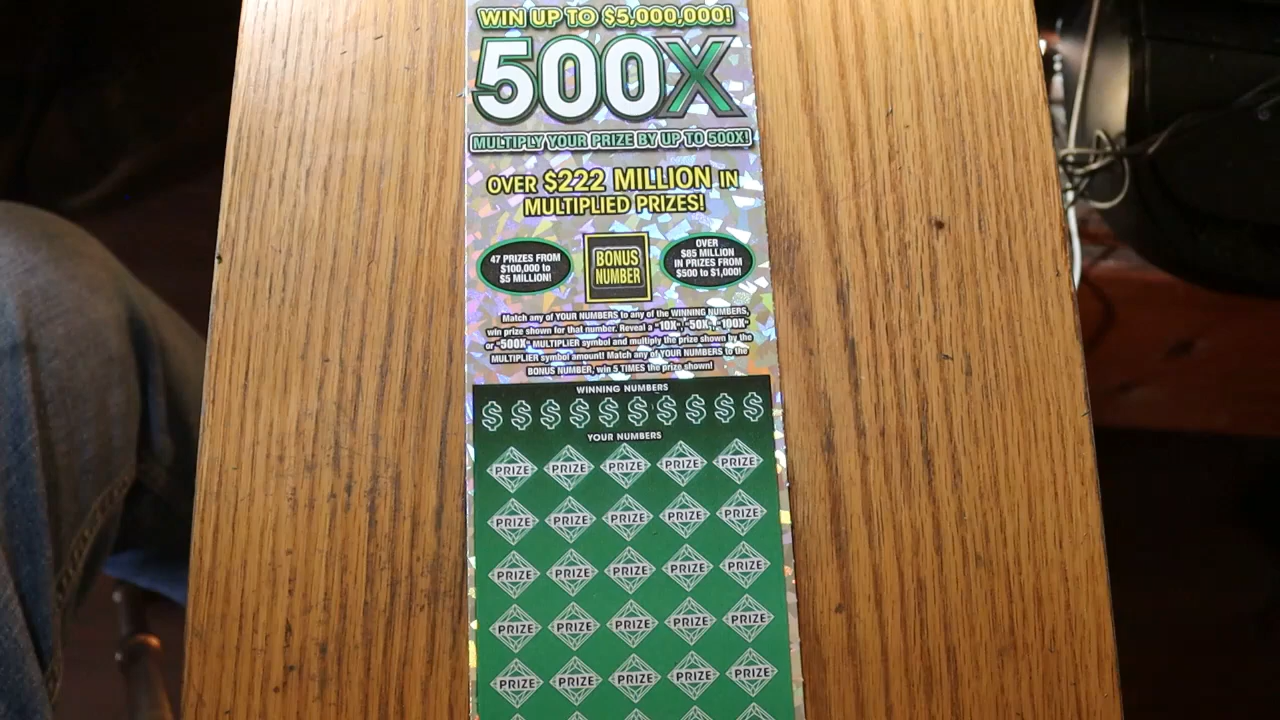 WIN UP TO $5,000,000!
500X
MULTIPLY YOUR PRIZE BY UP TO 500X!
OVER $222 MILLION IN
MULTIPLIED PRIZES!
47 PRIZES FROM
$100,000 to
$5 MILLION!
BONUS
NUMBER
OVER
$85 MILLION
IN PRIZES FROM
$500 to $1,000!
Match any of YOUR NUMBERS to any of the WINNING NUMBERS,
win prize shown for that number. Reveal a "10X", "50X", "100X"
or "500X" MULTIPLIER symbol and multiply the prize shown by the
MULTIPLIER symbol amount! Match any of YOUR NUMBERS to the
BONUS NUMBER, win 5 TIMES the prize shown!
WINNING NUMBERS
$ $ $ $ $ $ $ $ $ $
YOUR NUMBERS
PRIZE PRIZE PRIZE PRIZE PRIZE
PRIZE PRIZE PRIZE PRIZE PRIZE
PRIZE PRIZE PRIZE PRIZE PRIZE
PRIZE PRIZE PRIZE PRIZE PRIZE
PRIZE PRIZE PRIZE PRIZE PRIZE